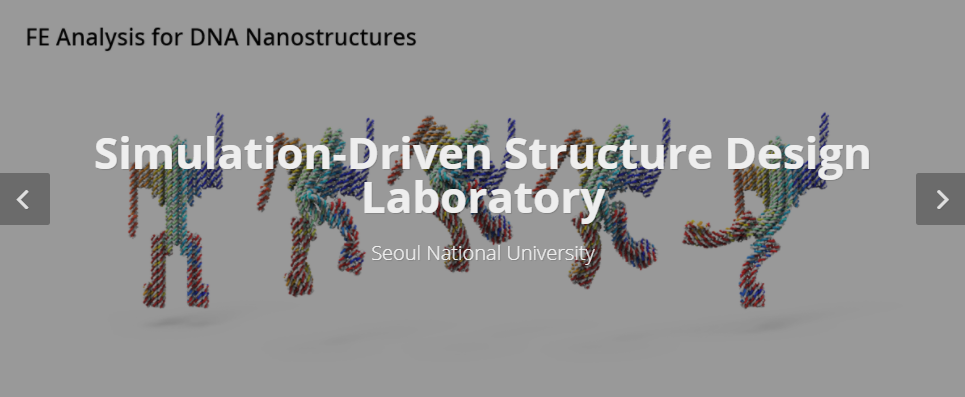 FE Analysis for DNA Nanostructures
Simulation-Driven Structure Design
Laboratory
Seoul National University